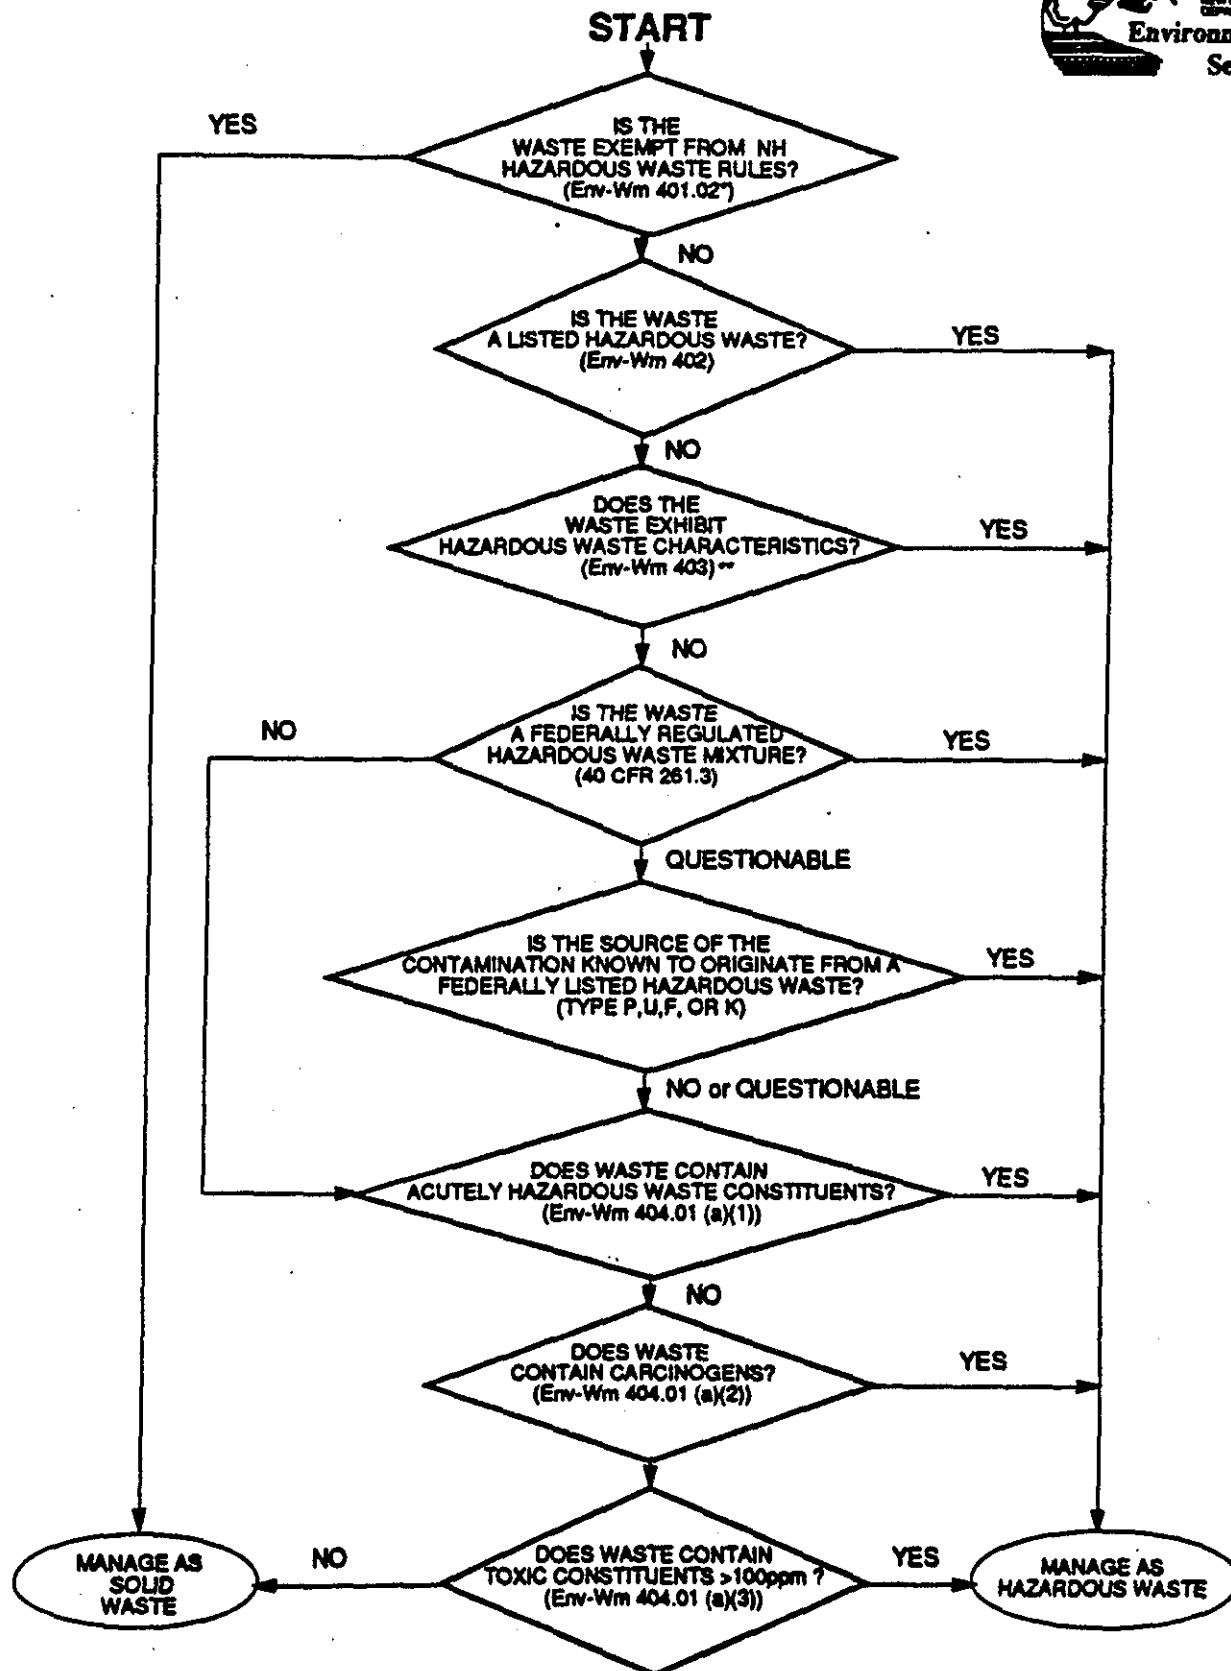 START
Environm
Se
YES
IS THE
WASTE EXEMPT FROM NH
HAZARDOUS WASTE RULES?
(Env-Wm 401.02*)
NO
IS THE WASTE
A LISTED HAZARDOUS WASTE?
(Env-Wm 402)
YES
NO
DOES THE
WASTE EXHIBIT
HAZARDOUS WASTE CHARACTERISTICS?
(Env-Wm 403)**
YES
NO
NO
IS THE WASTE
A FEDERALLY REGULATED
HAZARDOUS WASTE MIXTURE?
(40 CFR 261.3)
YES
QUESTIONABLE
IS THE SOURCE OF THE
CONTAMINATION KNOWN TO ORIGINATE FROM A
FEDERALLY LISTED HAZARDOUS WASTE?
(TYPE P,U,F, OR K)
YES
NO or QUESTIONABLE
DOES WASTE CONTAIN
ACUTELY HAZARDOUS WASTE CONSTITUENTS?
(Env-Wm 404.01 (a)(1))
YES
NO
DOES WASTE
CONTAIN CARCINOGENS?
(Env-Wm 404.01 (a)(2))
YES
MANAGE AS
SOLID
WASTE
NO
DOES WASTE CONTAIN
TOXIC CONSTITUENTS >100ppm ?
(Env-Wm 404.01 (a)(3))
YES
MANAGE AS
HAZARDOUS WASTE